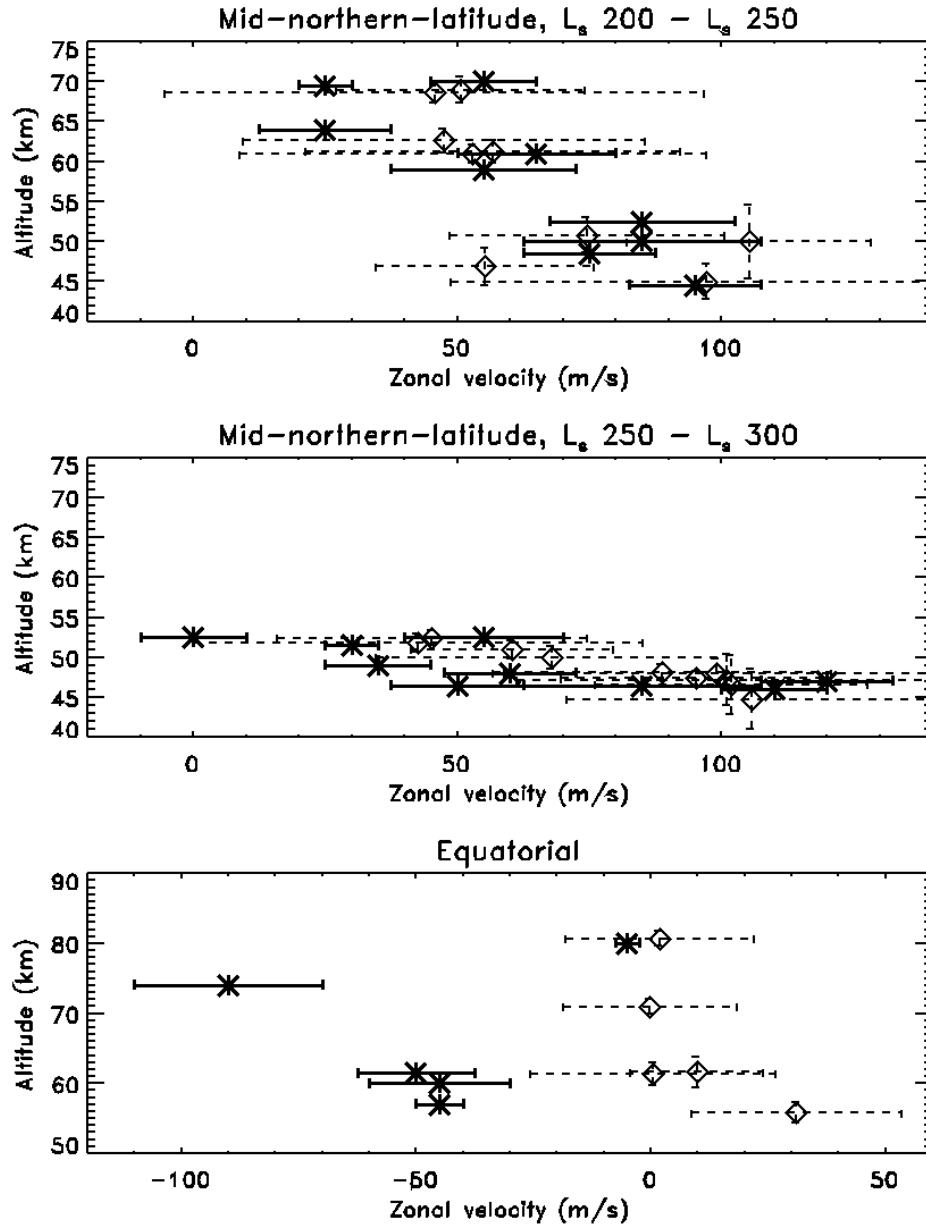 Mid-northern-latitude, Ls 200 - Ls 250
75
70
65
60
55
50
45
40
Altitude (km)
0 50 100
Zonal velocity (m/s)
Mid-northern-latitude, Ls 250 - Ls 300
75
70
65
60
55
50
45
40
Altitude (km)
0 50 100
Zonal velocity (m/s)
Equatorial
90
80
70
60
50
Altitude (km)
-100 -50 0 50
Zonal velocity (m/s)